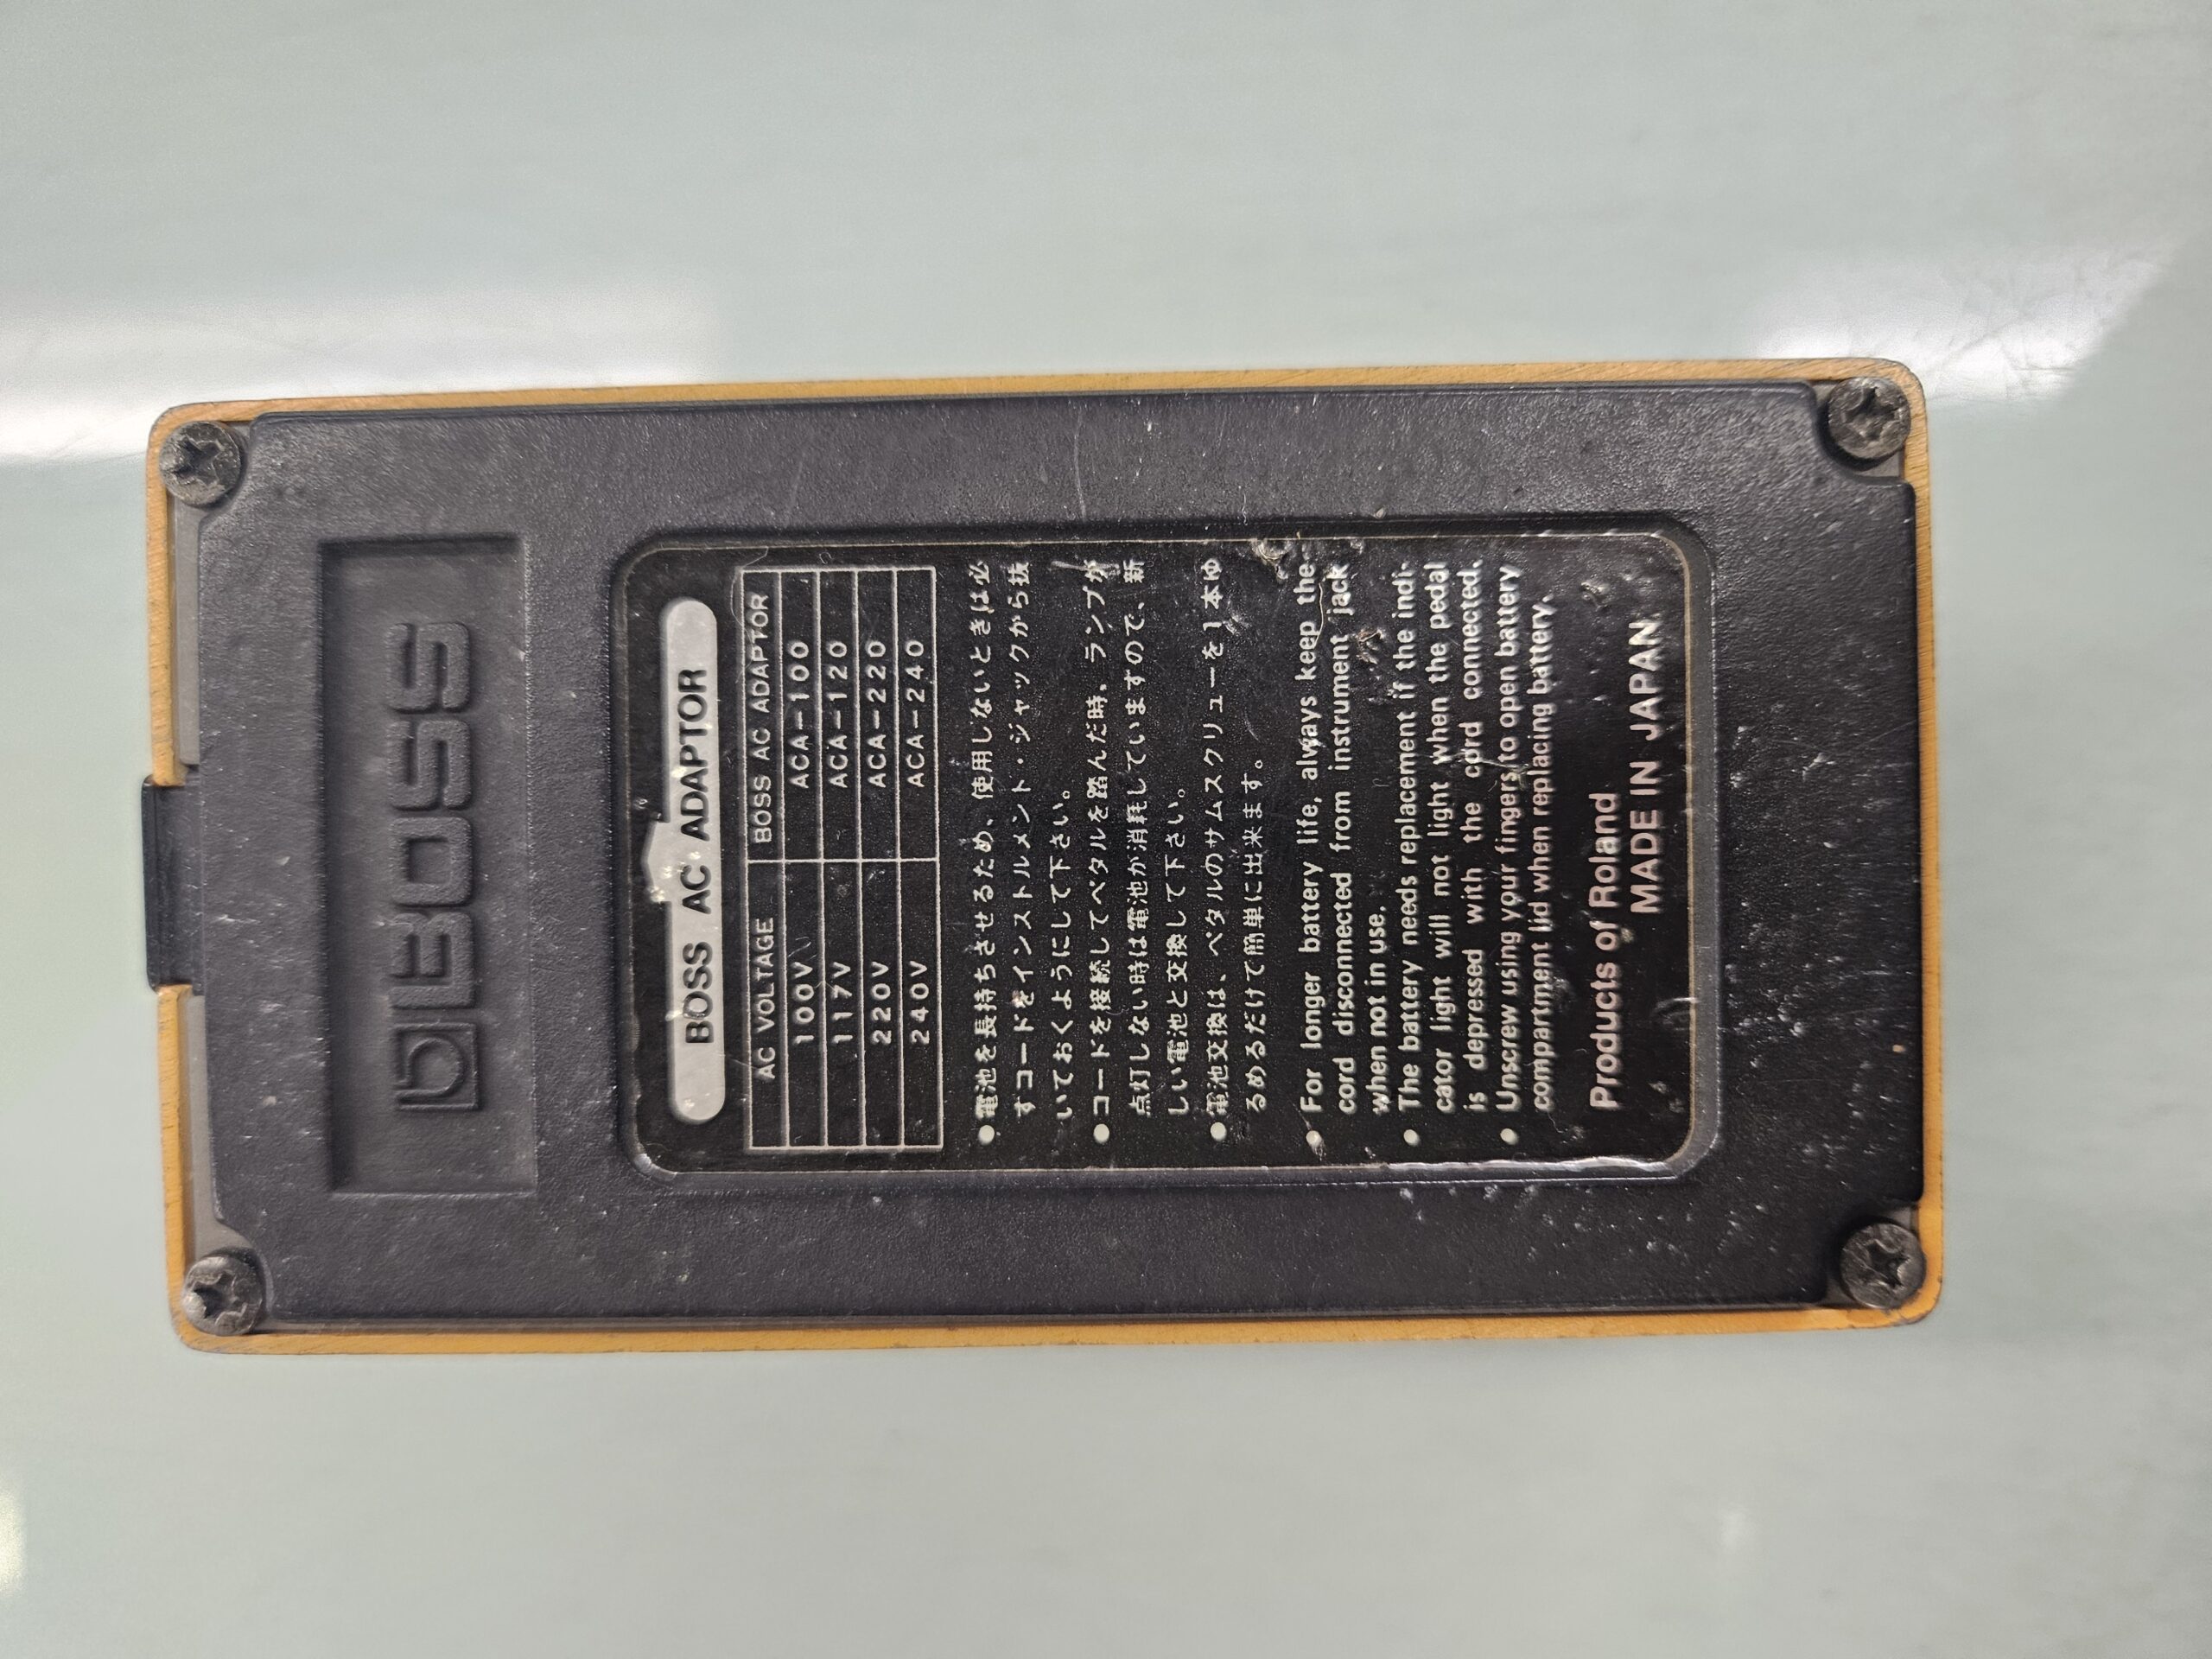 BOSS
BOSS AC ADAPTOR
AC VOLTAGE BOSS AC ADAPTOR
100V ACA-100
117V ACA-120
220V ACA-220
240V ACA-240
●電池を長持ちさせるため、使用しないときは必
ずコードをインストルメント・ジャックから抜
いておくようにして下さい。
●コードを接続してペダルを踏んだ時、ランプが
点灯しない時は電池が消耗していますので、新
しい電池と交換して下さい。
●電池交換は、ペダルのサムスクリューを1本ゆ
るめるだけで簡単に出来ます。
● For longer battery life, always keep the
cord disconnected from instrument jack
when not in use.
● The battery needs replacement if the indi-
cator light will not light when the pedal
is depressed with the cord connected.
● Unscrew using your fingers to open battery
compartment lid when replacing battery.
Products of Roland
MADE IN JAPAN